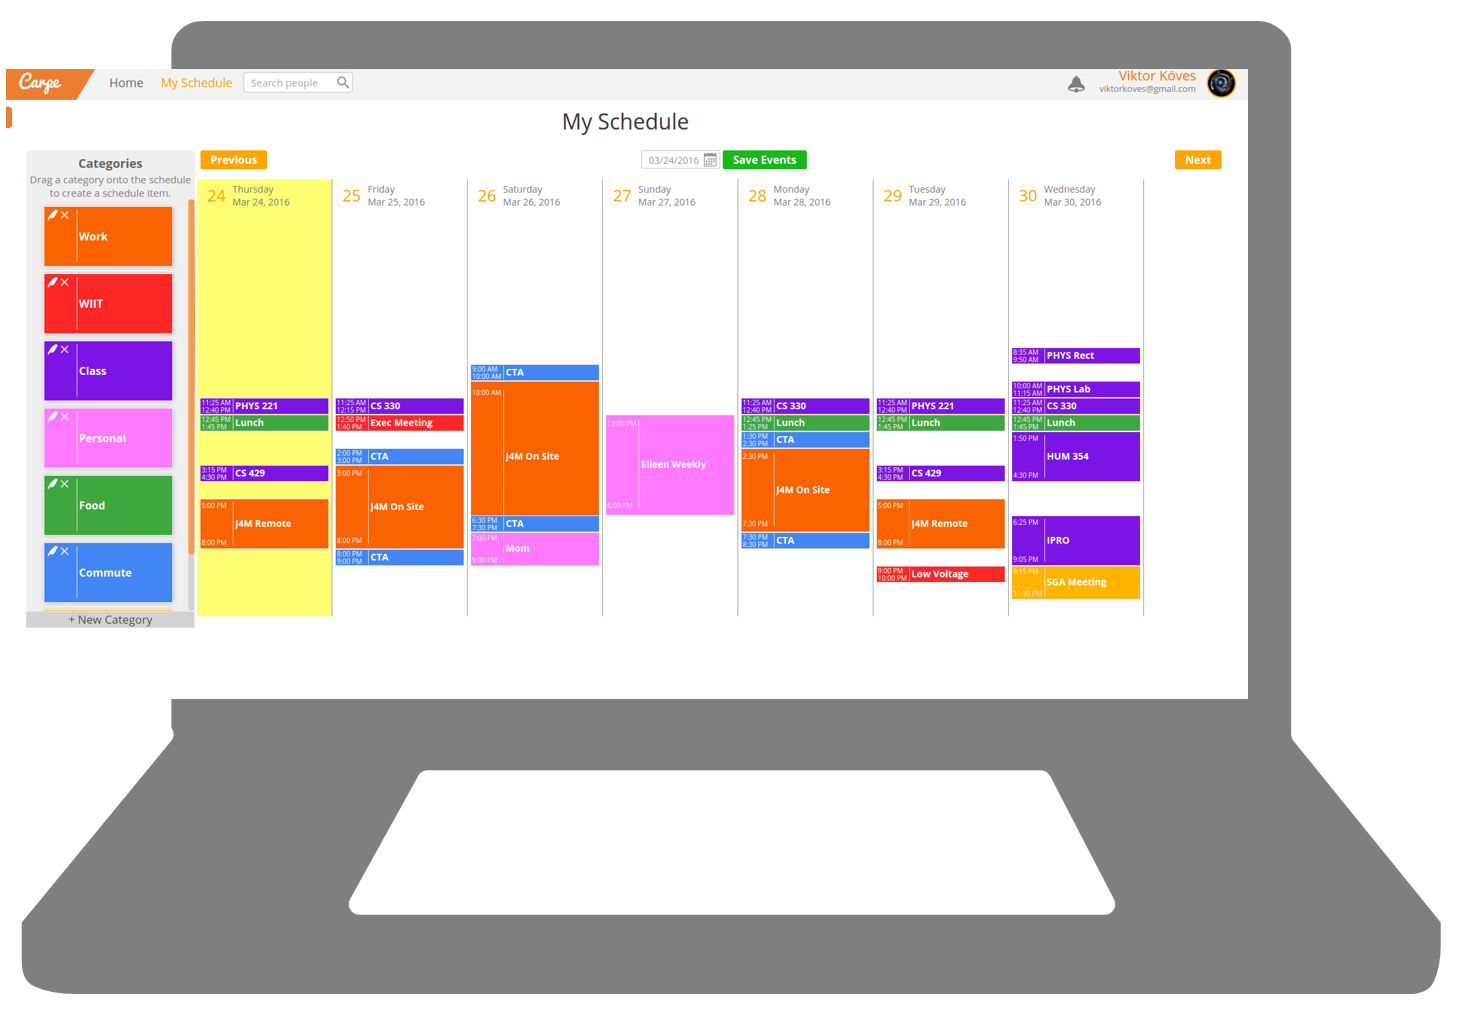 Carpe
Home
My Schedule
Search people
Viktor Köves
viktorkoves@gmail.com
My Schedule
Categories
Drag a category onto the schedule
to create a schedule item.
Work
WIIT
Class
Personal
Food
Commute
+ New Category
Previous
03/24/2016
Save Events
Next
24
Thursday
Mar 24, 2016
11:25 AM
12:40 PM
PHYS 221
12:45 PM
1:45 PM
Lunch
3:15 PM
4:30 PM
CS 429
5:00 PM
J4M Remote
8:00 PM
25
Friday
Mar 25, 2016
11:25 AM
12:15 PM
CS 330
12:50 PM
1:40 PM
Exec Meeting
2:00 PM
3:00 PM
CTA
3:00 PM
J4M On Site
8:00 PM
8:00 PM
9:00 PM
CTA
26
Saturday
Mar 26, 2016
9:00 AM
10:00 AM
CTA
10:00 AM
J4M On Site
6:30 PM
7:30 PM
CTA
7:00 PM
Mom
9:00 PM
27
Sunday
Mar 27, 2016
12:00 PM
Eileen Weekly
6:00 PM
28
Monday
Mar 28, 2016
11:25 AM
12:40 PM
CS 330
12:45 PM
1:25 PM
Lunch
1:30 PM
2:30 PM
CTA
2:30 PM
J4M On Site
7:30 PM
7:30 PM
8:30 PM
CTA
29
Tuesday
Mar 29, 2016
11:25 AM
12:40 PM
PHYS 221
12:45 PM
1:45 PM
Lunch
3:15 PM
4:30 PM
CS 429
5:00 PM
J4M Remote
8:00 PM
9:00 PM
10:00 PM
Low Voltage
30
Wednesday
Mar 30, 2016
8:35 AM
9:50 AM
PHYS Rect
10:00 AM
11:15 AM
PHYS Lab
11:25 AM
12:40 PM
CS 330
12:45 PM
1:45 PM
Lunch
1:50 PM
HUM 354
4:30 PM
6:25 PM
IPRO
9:05 PM
9:15 PM
SGA Meeting
11:30 PM